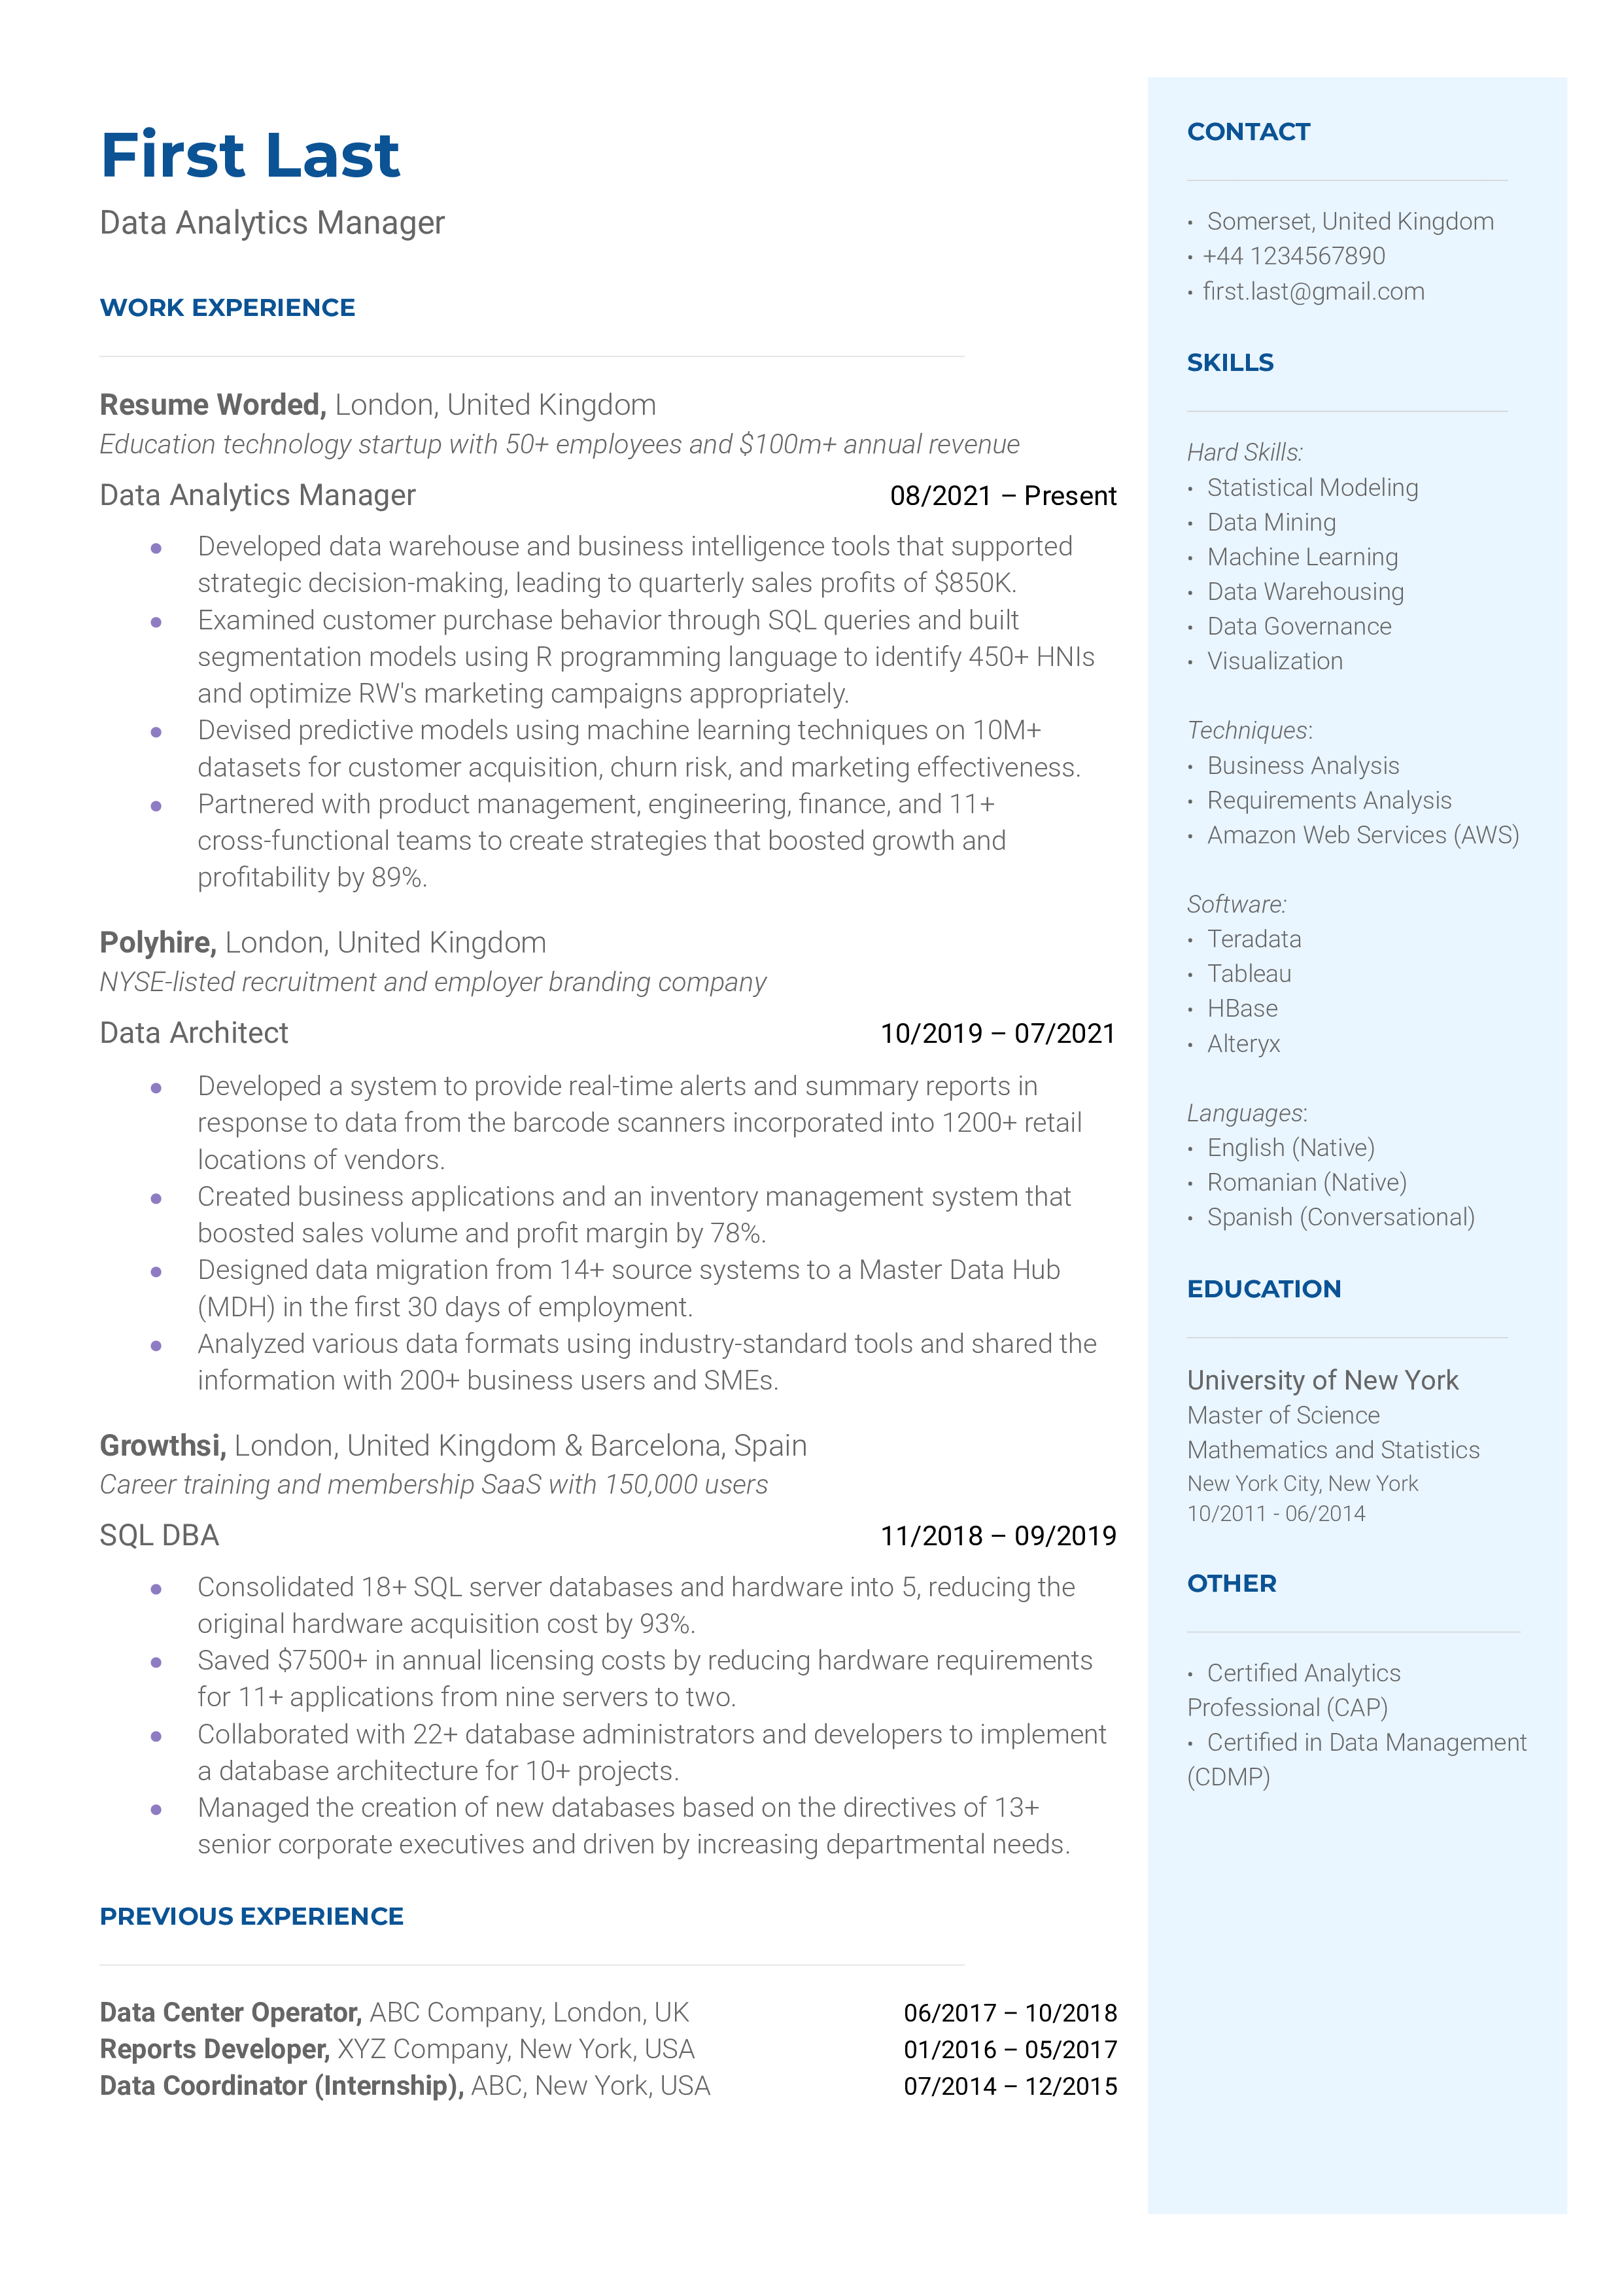 First Last
Data Analytics Manager
WORK EXPERIENCE
Resume Worded, London, United Kingdom
Education technology startup with 50+ employees and $100m+ annual revenue
Data Analytics Manager 08/2021 – Present
● Developed data warehouse and business intelligence tools that supported
strategic decision-making, leading to quarterly sales profits of $850K.
● Examined customer purchase behavior through SQL queries and built
segmentation models using R programming language to identify 450+ HNIs
and optimize RW's marketing campaigns appropriately.
● Devised predictive models using machine learning techniques on 10M+
datasets for customer acquisition, churn risk, and marketing effectiveness.
● Partnered with product management, engineering, finance, and 11+
cross-functional teams to create strategies that boosted growth and
profitability by 89%.
Polyhire, London, United Kingdom
NYSE-listed recruitment and employer branding company
Data Architect 10/2019 – 07/2021
● Developed a system to provide real-time alerts and summary reports in
response to data from the barcode scanners incorporated into 1200+ retail
locations of vendors.
● Created business applications and an inventory management system that
boosted sales volume and profit margin by 78%.
● Designed data migration from 14+ source systems to a Master Data Hub
(MDH) in the first 30 days of employment.
● Analyzed various data formats using industry-standard tools and shared the
information with 200+ business users and SMEs.
Growthsi, London, United Kingdom & Barcelona, Spain
Career training and membership SaaS with 150,000 users
SQL DBA 11/2018 – 09/2019
● Consolidated 18+ SQL server databases and hardware into 5, reducing the
original hardware acquisition cost by 93%.
● Saved $7500+ in annual licensing costs by reducing hardware requirements
for 11+ applications from nine servers to two.
● Collaborated with 22+ database administrators and developers to implement
a database architecture for 10+ projects.
● Managed the creation of new databases based on the directives of 13+
senior corporate executives and driven by increasing departmental needs.
PREVIOUS EXPERIENCE
Data Center Operator, ABC Company, London, UK 06/2017 – 10/2018
Reports Developer, XYZ Company, New York, USA 01/2016 – 05/2017
Data Coordinator (Internship), ABC, New York, USA 07/2014 – 12/2015
CONTACT
• Somerset, United Kingdom
• +44 1234567890
• first.last@gmail.com
SKILLS
Hard Skills:
• Statistical Modeling
• Data Mining
• Machine Learning
• Data Warehousing
• Data Governance
• Visualization
Techniques:
• Business Analysis
• Requirements Analysis
• Amazon Web Services (AWS)
Software:
• Teradata
• Tableau
• HBase
• Alteryx
Languages:
• English (Native)
• Romanian (Native)
• Spanish (Conversational)
EDUCATION
University of New York
Master of Science
Mathematics and Statistics
New York City, New York
10/2011 - 06/2014
OTHER
• Certified Analytics
Professional (CAP)
• Certified in Data Management
(CDMP)